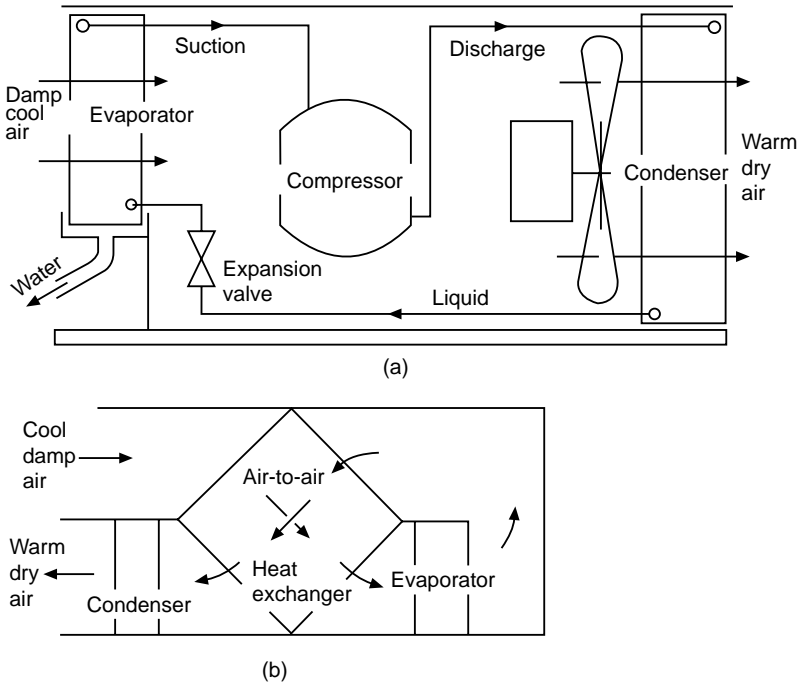 Suction
Discharge
Damp
cool
air
Evaporator
Compressor
Condenser
Warm
dry
air
Water
Expansion
valve
Liquid
(a)
Cool
damp
air
Air-to-air
Warm
dry
air
Condenser
Heat
exchanger
Evaporator
(b)